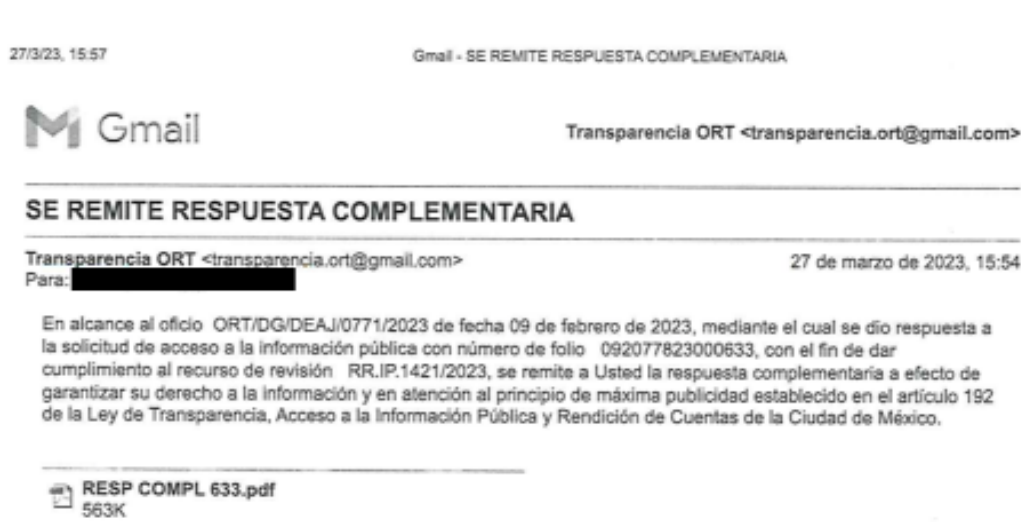 27/3/23, 15:57 Gmail - SE REMITE RESPUESTA COMPLEMENTARIA
Gmail Transparencia ORT <transparencia.ort@gmail.com>
SE REMITE RESPUESTA COMPLEMENTARIA
Transparencia ORT <transparencia.ort@gmail.com> 27 de marzo de 2023, 15:54
Para:
En alcance al oficio ORT/DG/DEAJ/0771/2023 de fecha 09 de febrero de 2023, mediante el cual se dio respuesta a
la solicitud de acceso a la información pública con número de folio 092077823000633, con el fin de dar
cumplimiento al recurso de revisión RR.IP.1421/2023, se remite a Usted la respuesta complementaria a efecto de
garantizar su derecho a la información y en atención al principio de máxima publicidad establecido en el artículo 192
de la Ley de Transparencia, Acceso a la Información Pública y Rendición de Cuentas de la Ciudad de México.
RESP COMPL 633.pdf
563K